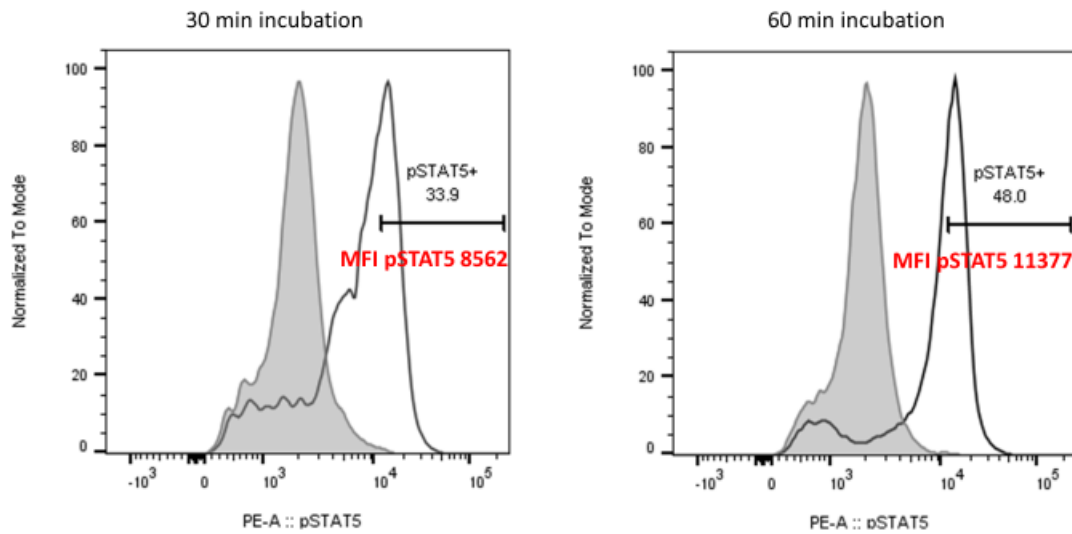 30 min incubation
100
80
60
40
20
0
Normalized To Mode
pSTAT5+
33.9
MFI pSTAT5 8562
-10³ 0 10³ 10⁴ 10⁵
PE-A :: pSTAT5
60 min incubation
100
80
60
40
20
0
Normalized To Mode
pSTAT5+
48.0
MFI pSTAT5 11377
-10³ 0 10³ 10⁴ 10⁵
PE-A :: pSTAT5